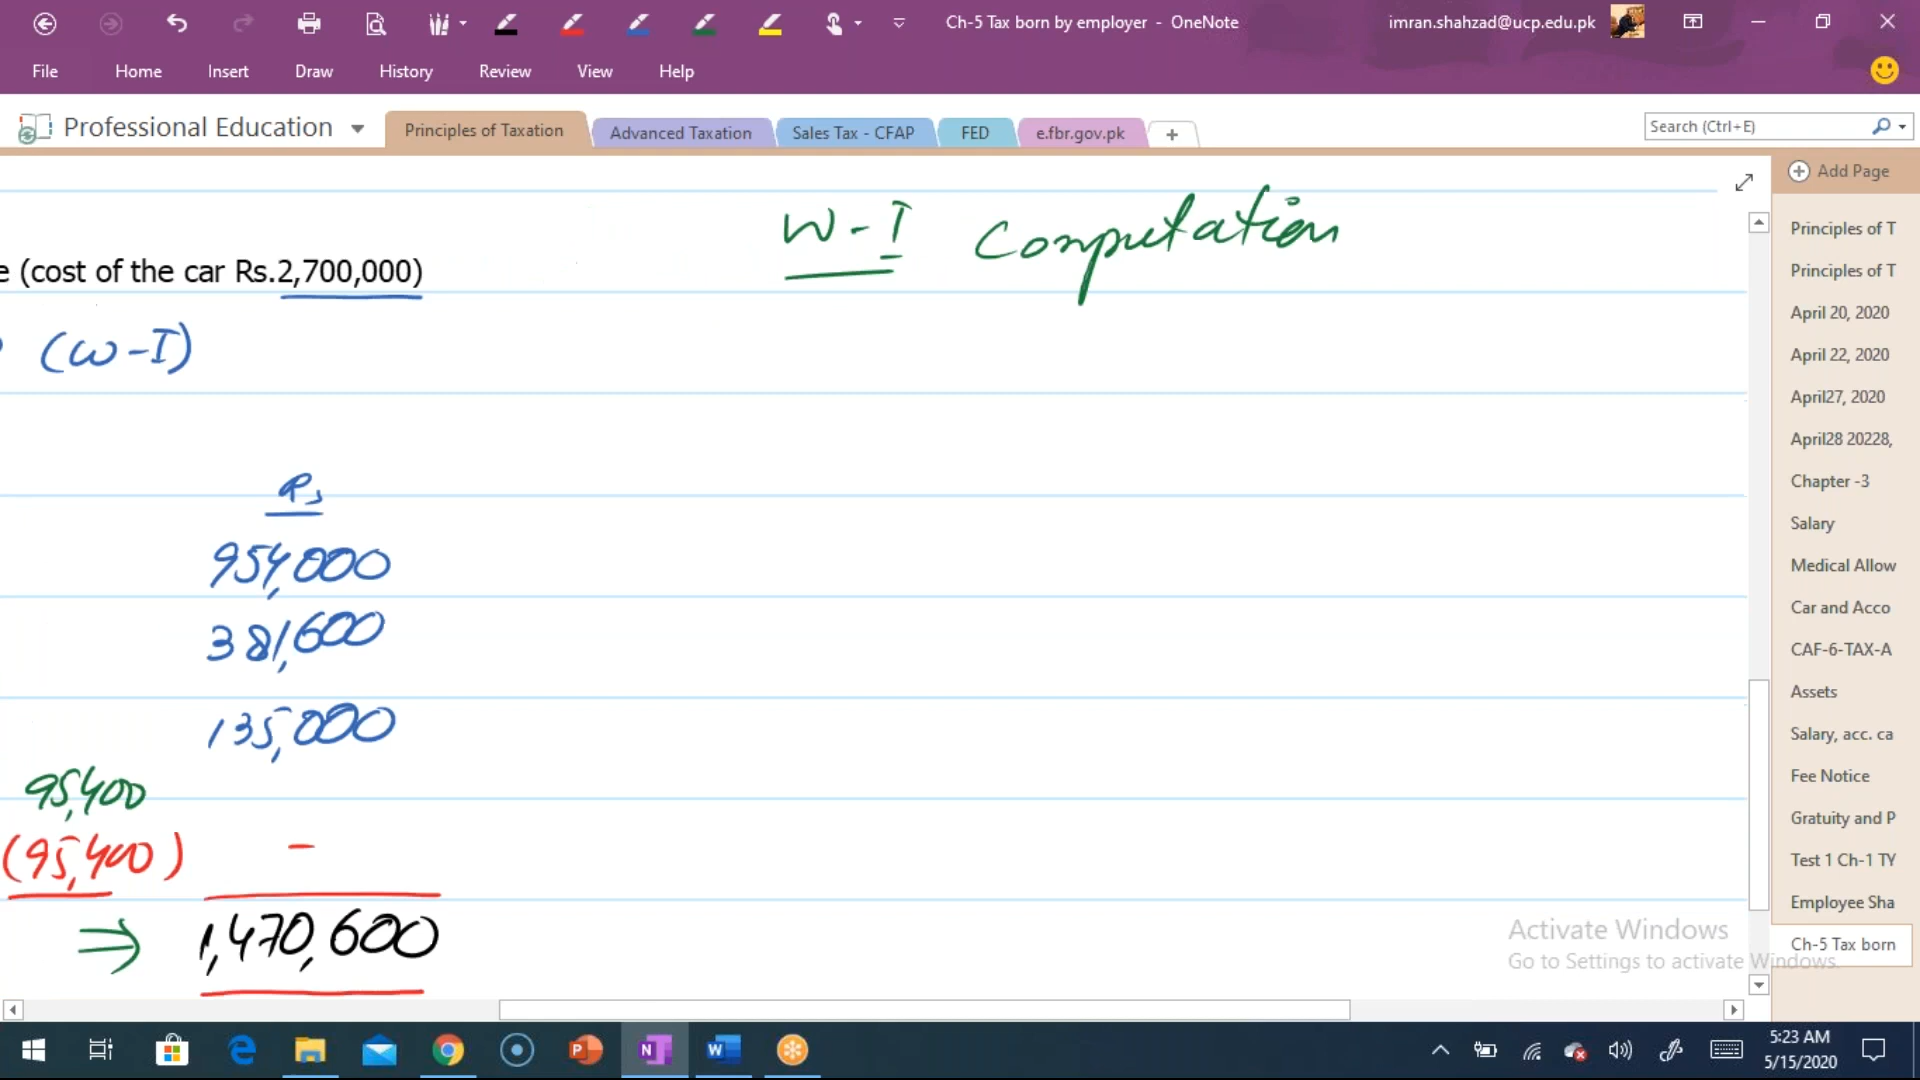 Ch-5 Tax born by employer - OneNote
imran.shahzad@ucp.edu.pk
File Home Insert Draw History Review View Help
Professional Education
Principles of Taxation
Advanced Taxation
Sales Tax - CFAP
FED
e.fbr.gov.pk
Search (Ctrl+E)
Add Page
W-I Computation
e (cost of the car Rs.2,700,000)
(W-I)
Rs
954,000
381,600
135,000
95,400
(95,400) -
⇒ 1,470,600
Principles of T
Principles of T
April 20, 2020
April 22, 2020
April27, 2020
April28 20228,
Chapter -3
Salary
Medical Allow
Car and Acco
CAF-6-TAX-A
Assets
Salary, acc. ca
Fee Notice
Gratuity and P
Test 1 Ch-1 TY
Employee Sha
Ch-5 Tax born
Activate Windows
Go to Settings to activate Windows.
5:23 AM
5/15/2020